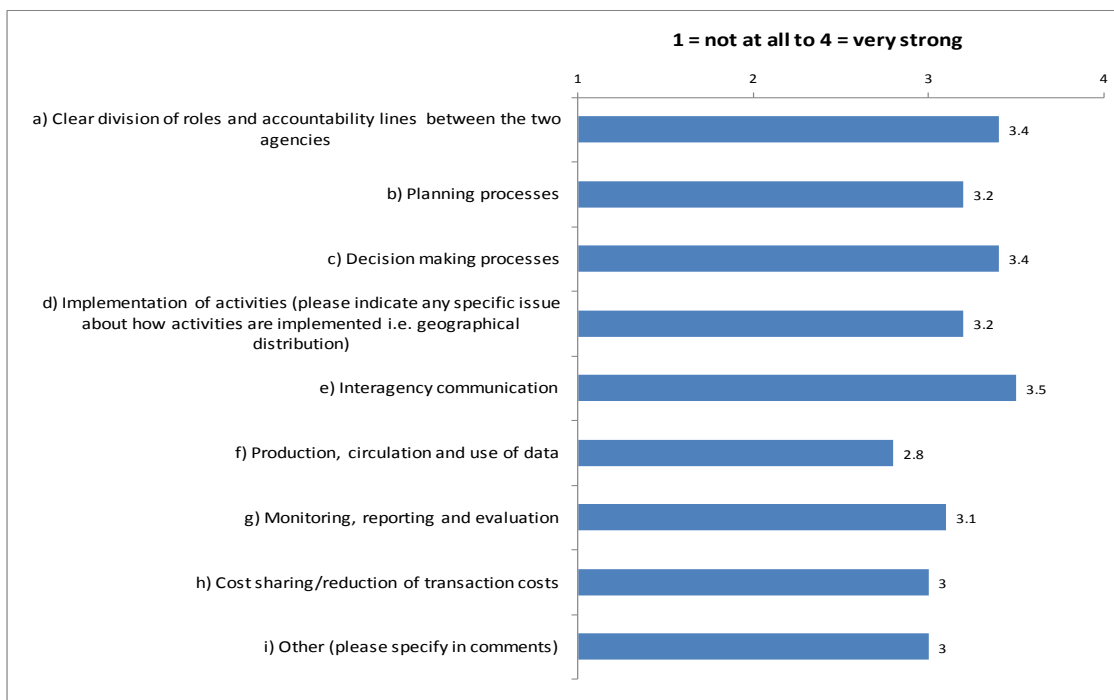 1 = not at all to 4 = very strong
1 2 3 4
a) Clear division of roles and accountability lines between the two
agencies
3.4
b) Planning processes
3.2
c) Decision making processes
3.4
d) Implementation of activities (please indicate any specific issue
about how activities are implemented i.e. geographical
distribution)
3.2
e) Interagency communication
3.5
f) Production, circulation and use of data
2.8
g) Monitoring, reporting and evaluation
3.1
h) Cost sharing/reduction of transaction costs
3
i) Other (please specify in comments)
3